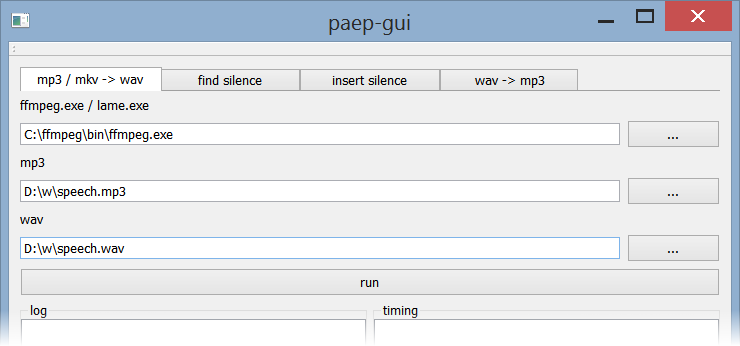 paep-gui
mp3 / mkv -> wav find silence insert silence wav -> mp3
ffmpeg.exe / lame.exe
C:\ffmpeg\bin\ffmpeg.exe ...
mp3
D:\w\speech.mp3 ...
wav
D:\w\speech.wav ...
run
log timing